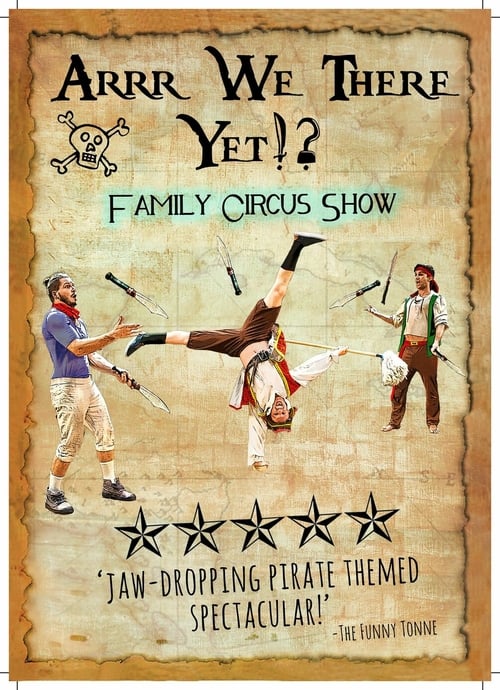 Arrr We There
Yet!?
Family Circus Show
'JAW-DROPPING PIRATE THEMED
SPECTACULAR!'
-The Funny Tonne